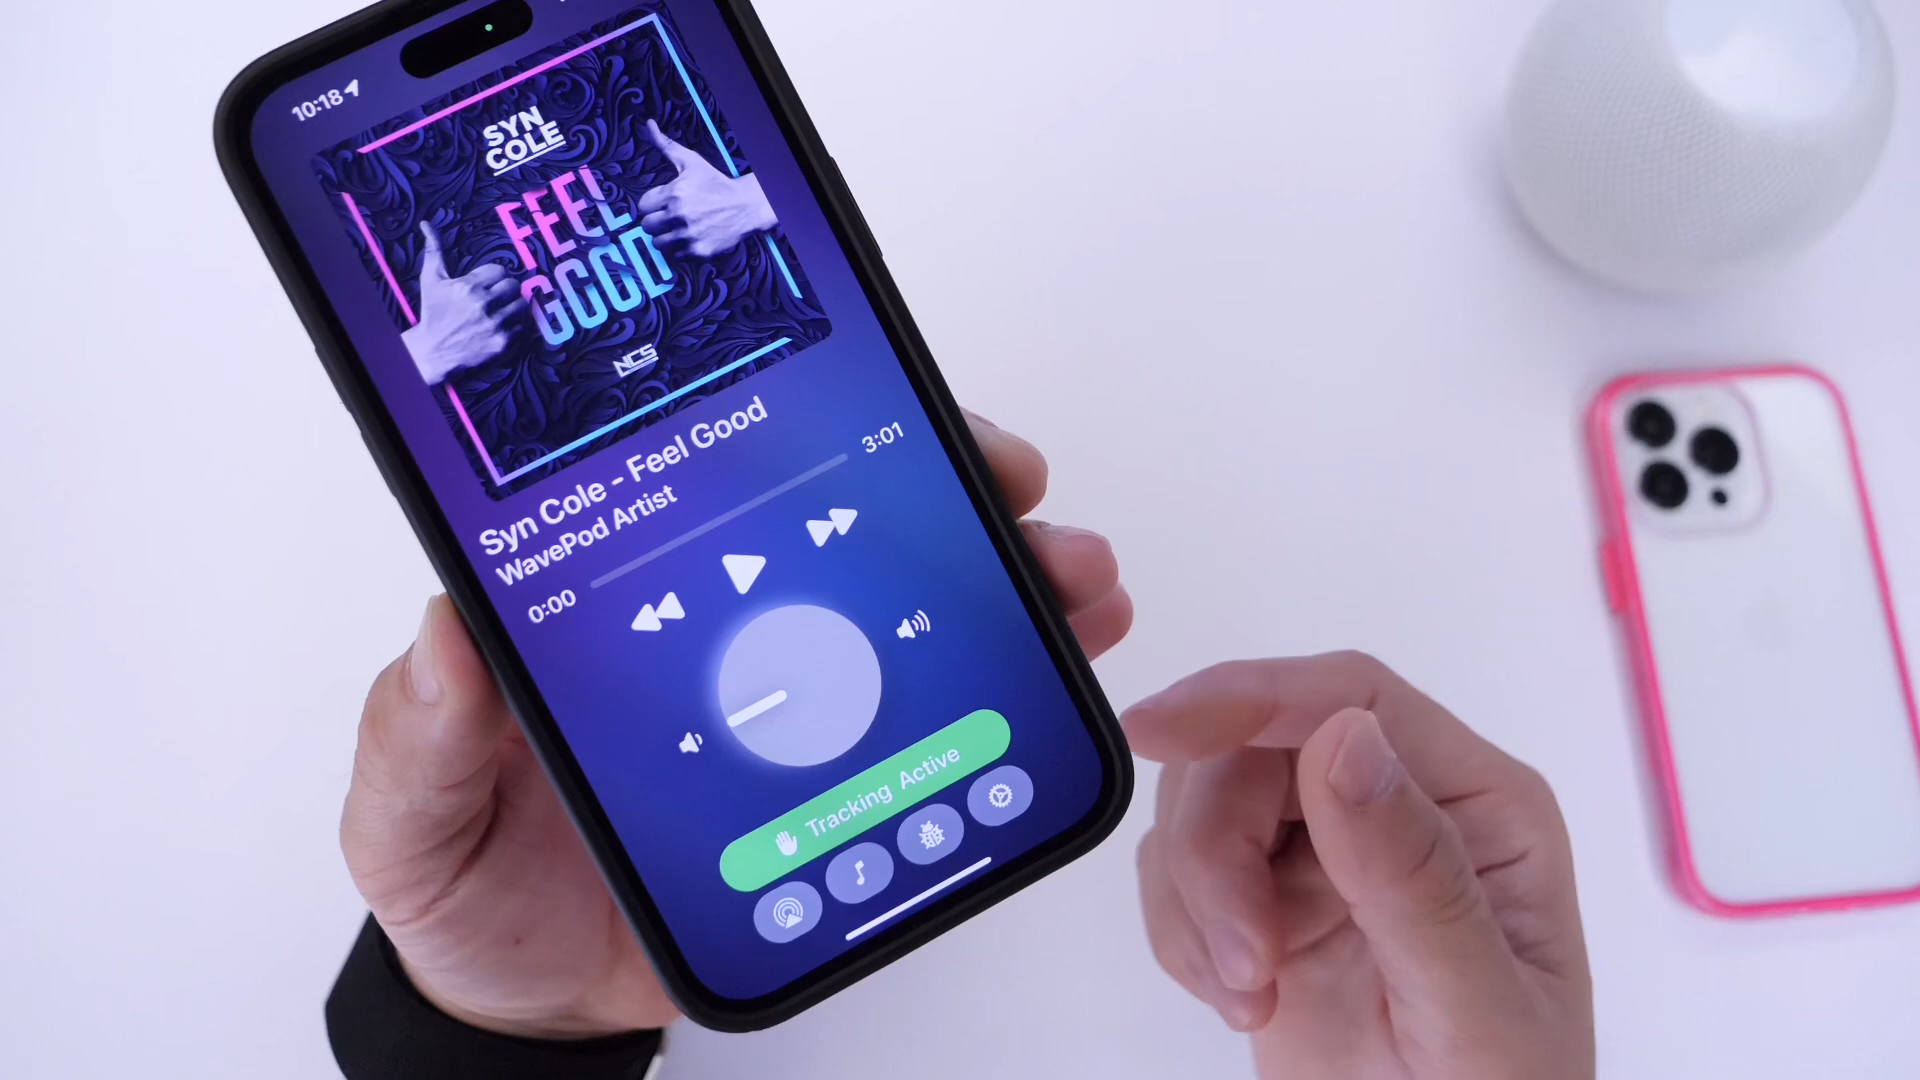 10:18
SYN
COLE
FEEL
GOOD
NCS
Syn Cole - Feel Good
WavePod Artist
0:00
3:01
Tracking Active